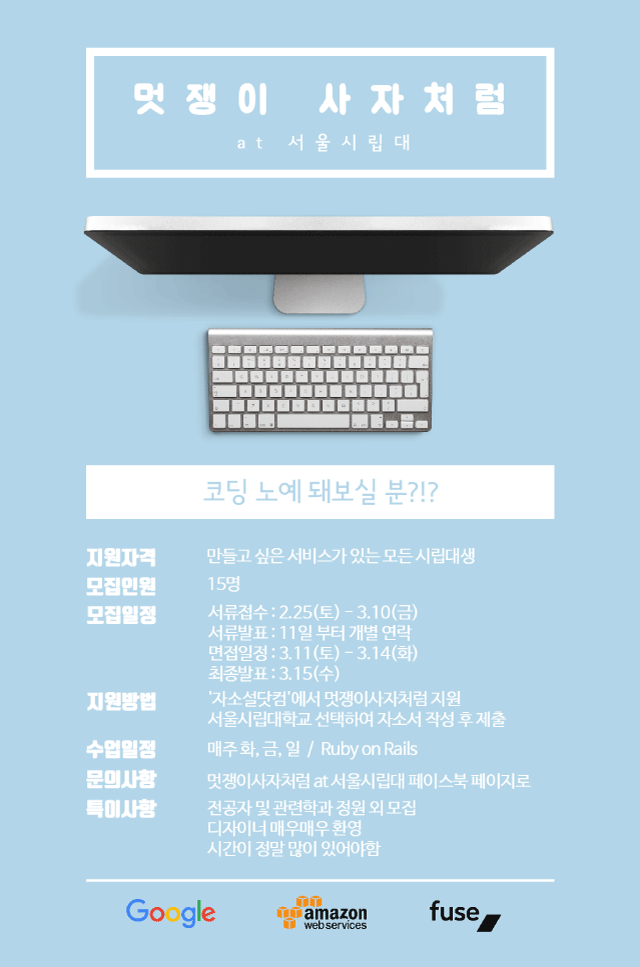 멋쟁이 사자처럼
at 서울시립대
코딩 노예 돼보실 분?!?
지원자격 만들고 싶은 서비스가 있는 모든 시립대생
모집인원 15명
모집일정 서류접수 : 2.25(토) - 3.10(금)
서류발표 : 11일 부터 개별 연락
면접일정 : 3.11(토) - 3.14(화)
최종발표 : 3.15(수)
지원방법 '자소설닷컴'에서 멋쟁이사자처럼 지원
서울시립대학교 선택하여 자소서 작성 후 제출
수업일정 매주 화, 금, 일 / Ruby on Rails
문의사항 멋쟁이사자처럼 at 서울시립대 페이스북 페이지로
특이사항 전공자 및 관련학과 정원 외 모집
디자이너 매우매우 환영
시간이 정말 많이 있어야함
Google amazon web services fuse